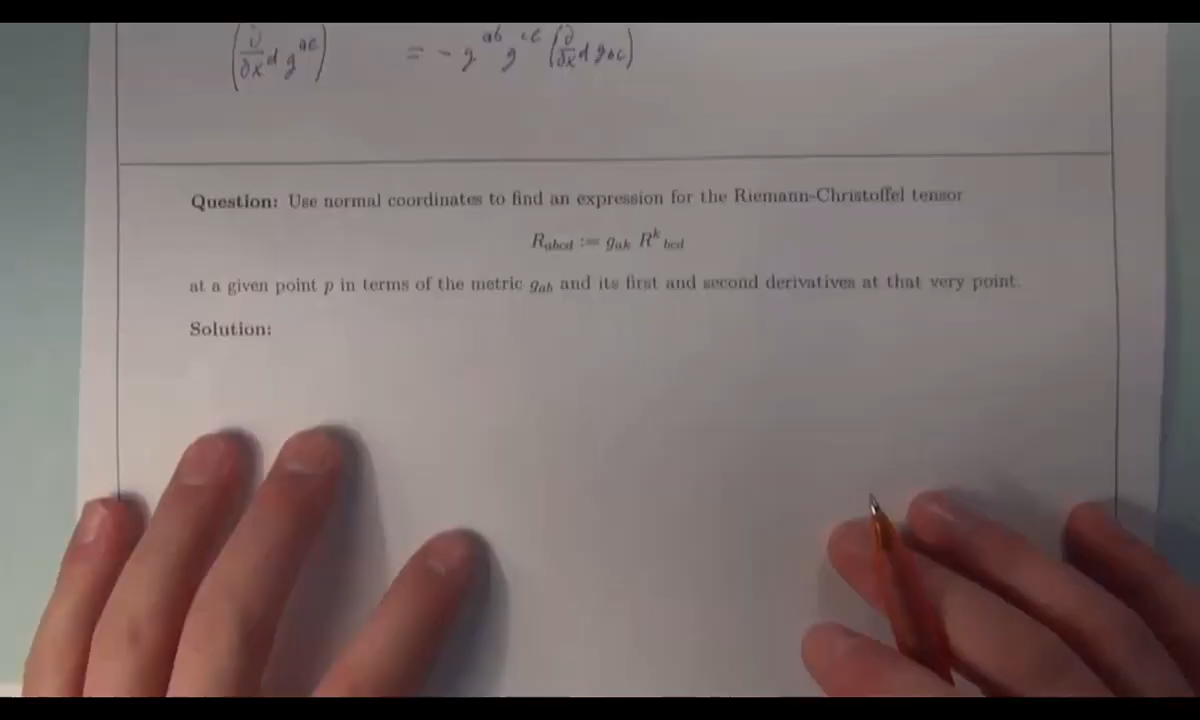 (∂/∂x^d g^ac) = - g^ab g^cc (∂/∂x^d g_bc)
Question: Use normal coordinates to find an expression for the Riemann-Christoffel tensor
R_abcd := g_ak R^k_bcd
at a given point p in terms of the metric g_ab and its first and second derivatives at that very point.
Solution: